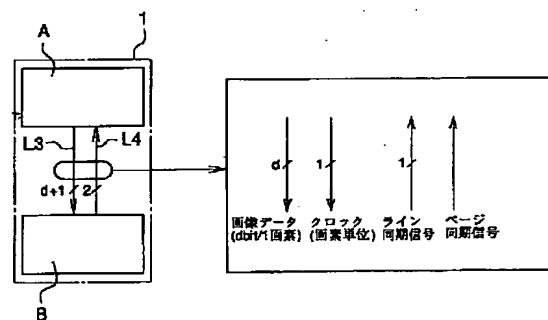 A
1
L3
L4
d+1
2
B
d
1
1
画像データ
(dbit/1画素)
クロック
(画素単位)
ライン
同期信号
ページ
同期信号